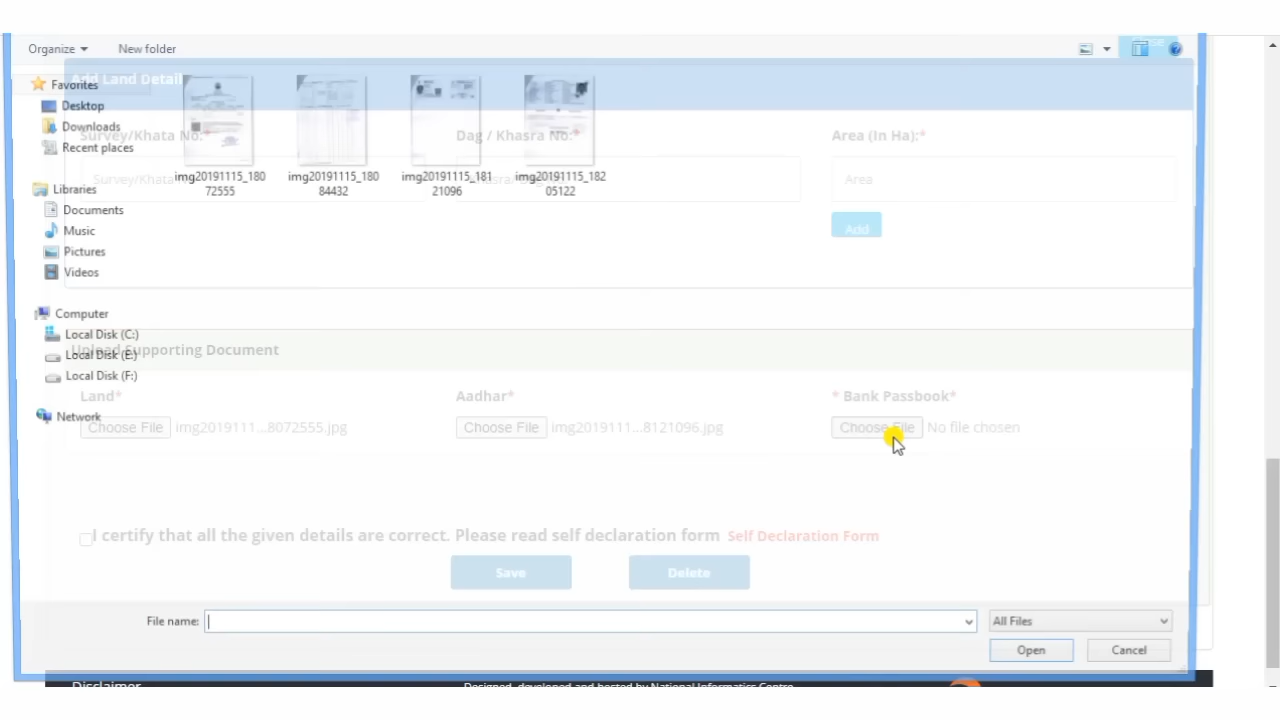 Organize
New folder
Add Land Detail
Favorites
Desktop
Downloads
Recent places
Survey/Khata No:*
Dag / Khasra No:*
Area (In Ha):*
Survey/Khata
Area
img20191115_180
72555
img20191115_180
84432
img20191115_181
21096
img20191115_182
05122
Add
Libraries
Documents
Music
Pictures
Videos
Computer
Local Disk (C:)
Local Disk (E:)
Local Disk (F:)
Network
Upload Supporting Document
Land*
Aadhar*
* Bank Passbook*
Choose File img2019111...8072555.jpg
Choose File img2019111...8121096.jpg
Choose File No file chosen
I certify that all the given details are correct. Please read self declaration form Self Declaration Form
Save
Delete
File name:
All Files
Open
Cancel
Disclaimer
Designed, developed and hosted by National Informatics Centre